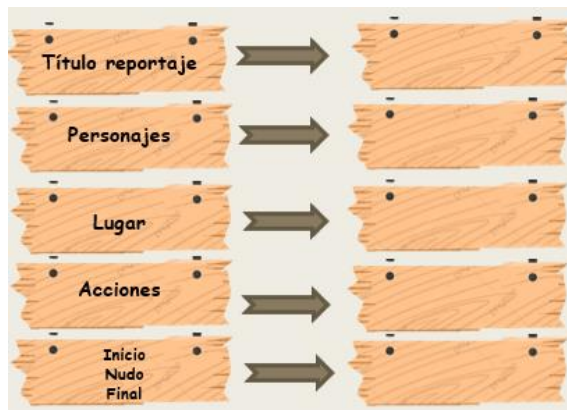 Título reportaje
Personajes
Lugar
Acciones
Inicio
Nudo
Final